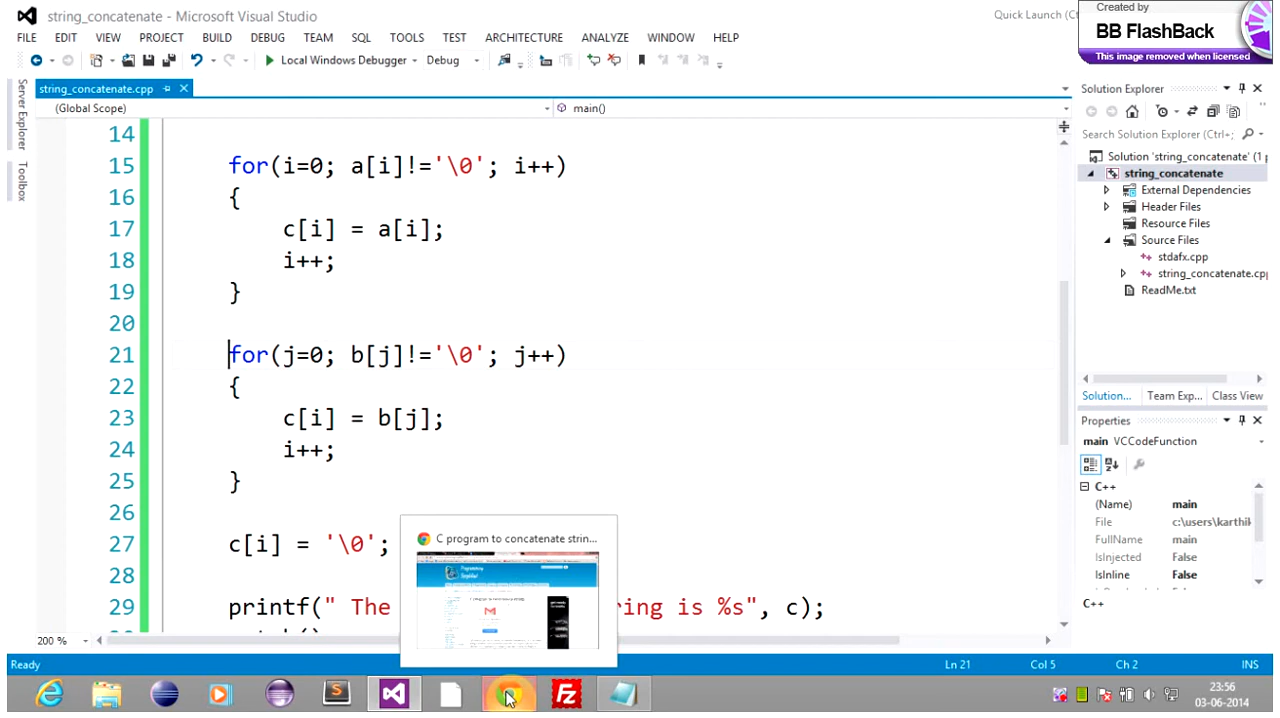 string_concatenate - Microsoft Visual Studio
Quick Launch (Ct
Created by
BB FlashBack
This image removed when licensed
FILE EDIT VIEW PROJECT BUILD DEBUG TEAM SQL TOOLS TEST ARCHITECTURE ANALYZE WINDOW HELP
Local Windows Debugger Debug
Server Explorer
Toolbox
string_concatenate.cpp
(Global Scope) main()
14
15 for(i=0; a[i]!='\0'; i++)
16 {
17 c[i] = a[i];
18 i++;
19 }
20
21 for(j=0; b[j]!='\0'; j++)
22 {
23 c[i] = b[j];
24 i++;
25 }
26
27 c[i] = '\0';
28
29 printf(" The ring is %s", c);
C program to concatenate strin...
200 %
Solution Explorer
Search Solution Explorer (Ctrl+;
Solution 'string_concatenate' (1 p
string_concatenate
External Dependencies
Header Files
Resource Files
Source Files
stdafx.cpp
string_concatenate.cpp
ReadMe.txt
Solution... Team Exp... Class View
Properties
main VCCodeFunction
C++
(Name) main
File c:\users\karthik
FullName main
IsInjected False
IsInline False
C++
Ready Ln 21 Col 5 Ch 2 INS
23:56
03-06-2014